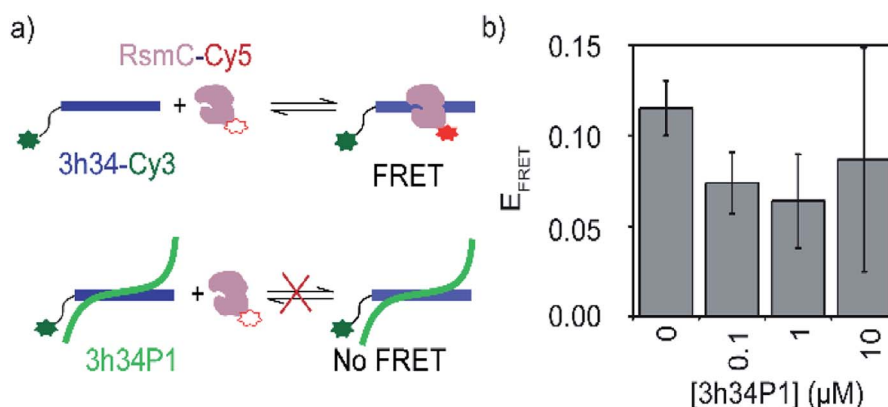 a)
RsmC-Cy5
+
3h34-Cy3
FRET
+
3h34P1
No FRET
b)
E_FRET
0.15
0.10
0.05
0.00
0
0.1
1
10
[3h34P1] (µM)